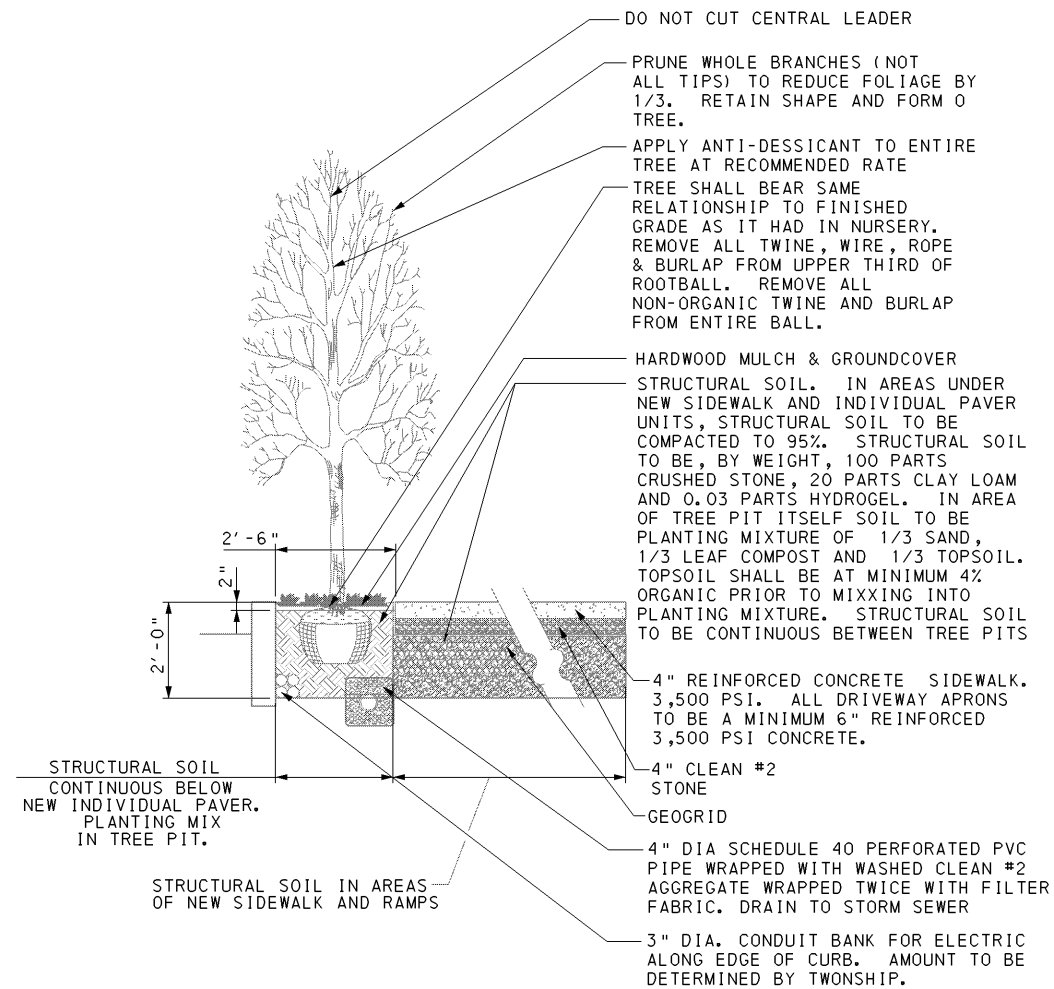 DO NOT CUT CENTRAL LEADER
PRUNE WHOLE BRANCHES (NOT
ALL TIPS) TO REDUCE FOLIAGE BY
1/3. RETAIN SHAPE AND FORM O
TREE.
APPLY ANTI-DESSICANT TO ENTIRE
TREE AT RECOMMENDED RATE
TREE SHALL BEAR SAME
RELATIONSHIP TO FINISHED
GRADE AS IT HAD IN NURSERY.
REMOVE ALL TWINE, WIRE, ROPE
& BURLAP FROM UPPER THIRD OF
ROOTBALL. REMOVE ALL
NON-ORGANIC TWINE AND BURLAP
FROM ENTIRE BALL.
HARDWOOD MULCH & GROUNDCOVER
STRUCTURAL SOIL. IN AREAS UNDER
NEW SIDEWALK AND INDIVIDUAL PAVER
UNITS, STRUCTURAL SOIL TO BE
COMPACTED TO 95%. STRUCTURAL SOIL
TO BE, BY WEIGHT, 100 PARTS
CRUSHED STONE, 20 PARTS CLAY LOAM
AND 0.03 PARTS HYDROGEL. IN AREA
OF TREE PIT ITSELF SOIL TO BE
PLANTING MIXTURE OF 1/3 SAND,
1/3 LEAF COMPOST AND 1/3 TOPSOIL.
TOPSOIL SHALL BE AT MINIMUM 4%
ORGANIC PRIOR TO MIXXING INTO
PLANTING MIXTURE. STRUCTURAL SOIL
TO BE CONTINUOUS BETWEEN TREE PITS
2'-6"
2"
2'-0"
4" REINFORCED CONCRETE SIDEWALK.
3,500 PSI. ALL DRIVEWAY APRONS
TO BE A MINIMUM 6" REINFORCED
3,500 PSI CONCRETE.
4" CLEAN #2
STONE
GEOGRID
STRUCTURAL SOIL
CONTINUOUS BELOW
NEW INDIVIDUAL PAVER.
PLANTING MIX
IN TREE PIT.
4" DIA SCHEDULE 40 PERFORATED PVC
PIPE WRAPPED WITH WASHED CLEAN #2
AGGREGATE WRAPPED TWICE WITH FILTER
FABRIC. DRAIN TO STORM SEWER
STRUCTURAL SOIL IN AREAS
OF NEW SIDEWALK AND RAMPS
3" DIA. CONDUIT BANK FOR ELECTRIC
ALONG EDGE OF CURB. AMOUNT TO BE
DETERMINED BY TWONSHIP.